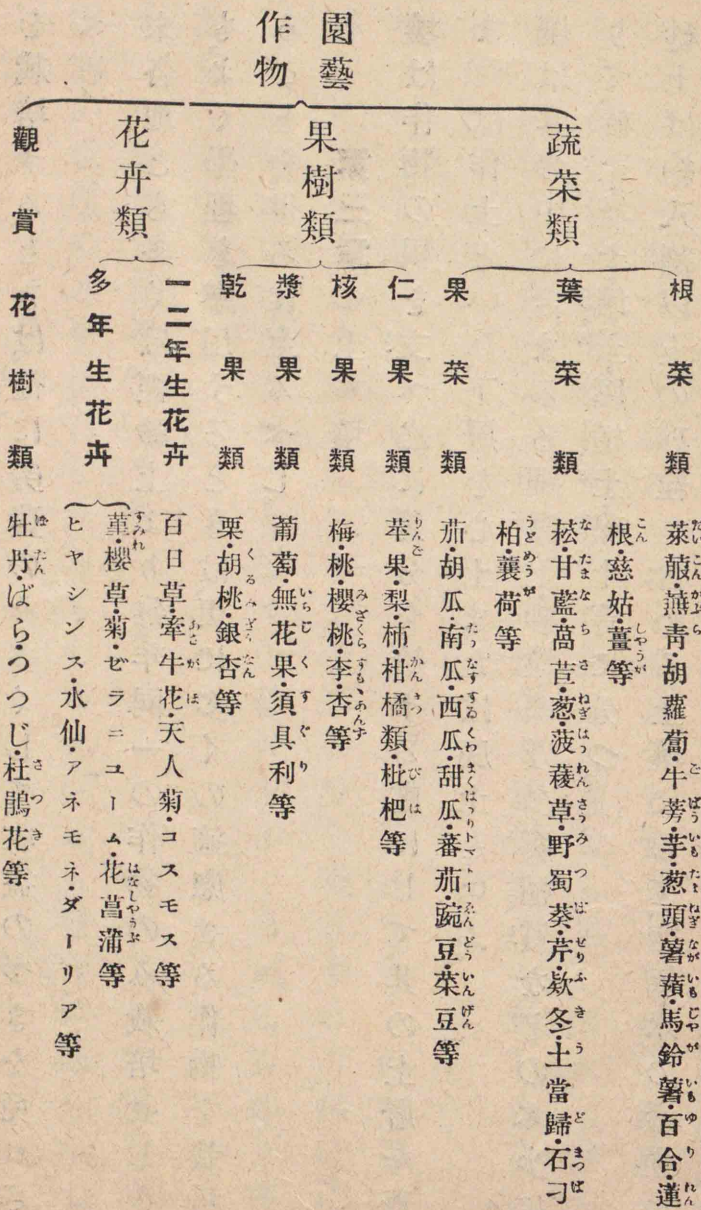 園藝
作物
蔬菜類
根菜類
萊菔・蕪靑・胡蘿蔔・牛蒡・芋・葱頭・薯蕷・馬鈴薯・百合・蓮
根・慈姑・薑等
葉菜類
菘・甘藍・萵苣・葱・菠薐草・野蜀葵・芹・欵冬・土當歸・石刁
柏・蘘荷等
果菜類
茄・胡瓜・南瓜・西瓜・甜瓜・蕃茄・豌豆・菜豆等
果樹類
仁果類
苹果・梨・柿・柑橘類・枇杷等
核果類
梅・桃・櫻桃・李・杏等
漿果類
葡萄・無花果・須具利等
乾果類
栗・胡桃・銀杏等
花卉類
一二年生花卉
百日草・牽牛花・天人菊・コスモス等
多年生花卉
菫・櫻草・菊・ゼラニユーム・花菖蒲等
ヒヤシンス・水仙・アネモネ・ダーリア等
觀賞花樹類
牡丹・ばら・つつじ・杜鵑花等